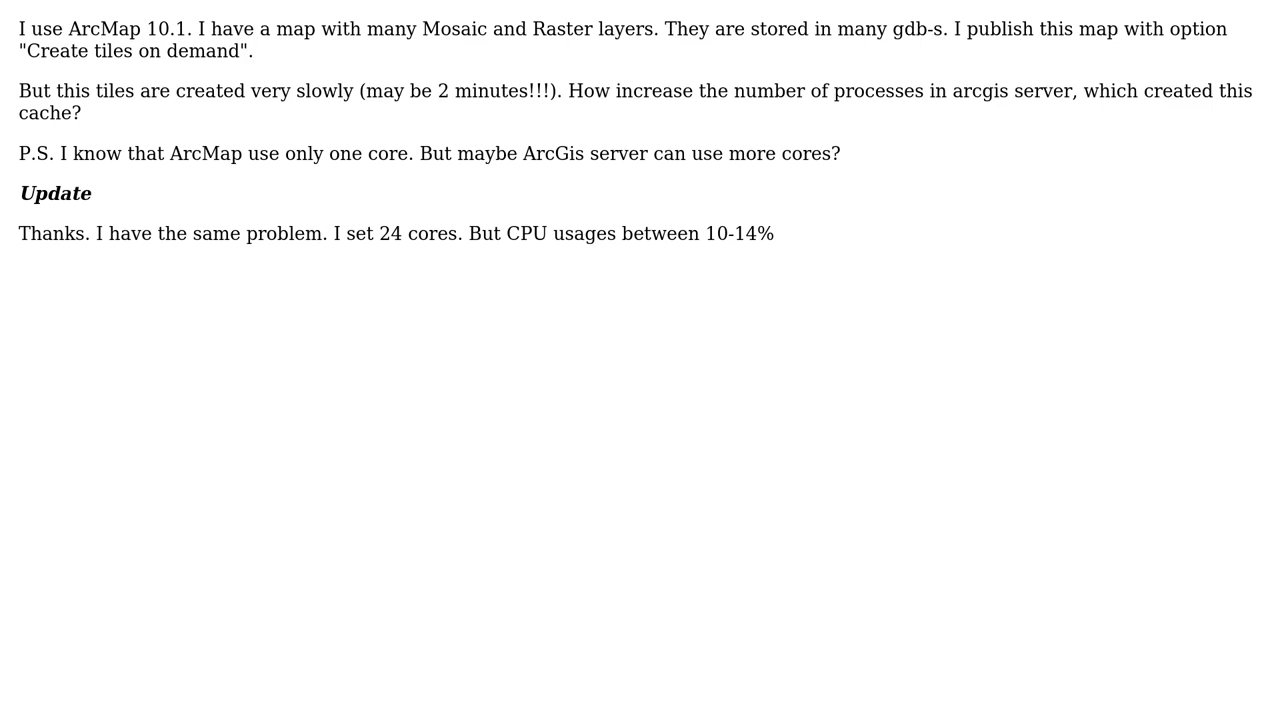 I use ArcMap 10.1. I have a map with many Mosaic and Raster layers. They are stored in many gdb-s. I publish this map with option
"Create tiles on demand".
But this tiles are created very slowly (may be 2 minutes!!!). How increase the number of processes in arcgis server, which created this
cache?
P.S. I know that ArcMap use only one core. But maybe ArcGis server can use more cores?
Update
Thanks. I have the same problem. I set 24 cores. But CPU usages between 10-14%